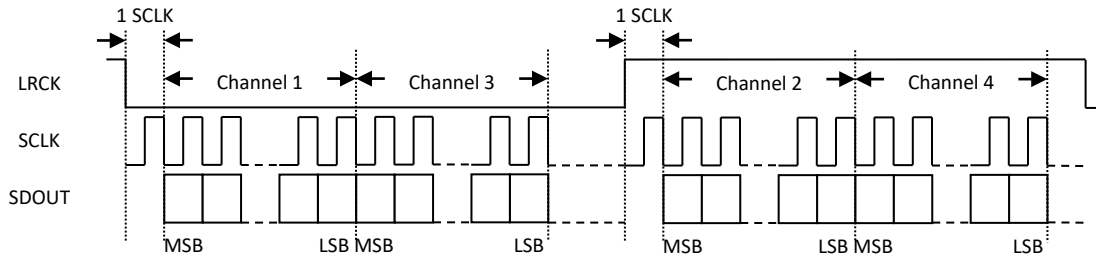 1 SCLK 1 SCLK
LRCK Channel 1 Channel 3 Channel 2 Channel 4
SCLK
SDOUT
MSB LSB MSB LSB MSB LSB MSB LSB